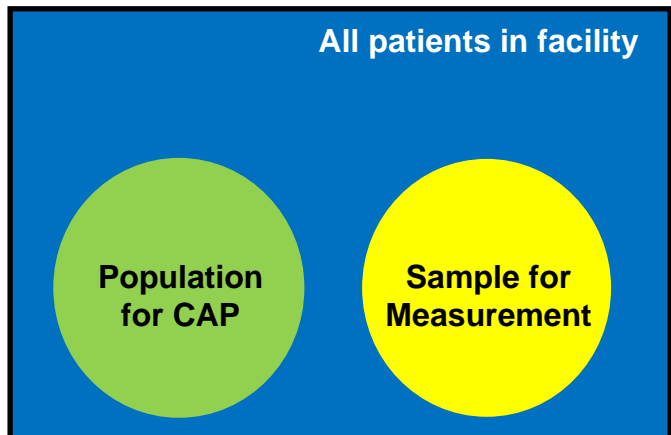 All patients in facility
Population
for CAP
Sample for
Measurement